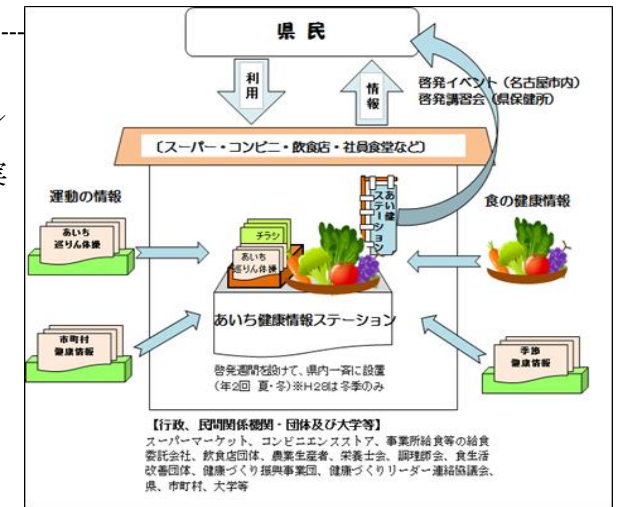 県 民
利用
情報
啓発イベント（名古屋市内）
啓発講習会（県保健所）
〔スーパー・コンビニ・飲食店・社員食堂など〕
運動の情報
食の健康情報
あい健
ステーション
あいち
巡りん体操
チラシ
あいち
巡りん体操
市町村
健康情報
季節
健康情報
あいち健康情報ステーション
啓発週間を設けて、県内一斉に設置
（年2回 夏・冬）※H28は冬季のみ
【行政、民間関係機関・団体及び大学等】
スーパーマーケット、コンビニエンスストア、事業所給食等の給食
委託会社、飲食店団体、農業生産者、栄養士会、調理師会、食生活
改善団体、健康づくり振興事業団、健康づくりリーダー連絡協議会、
県、市町村、大学等